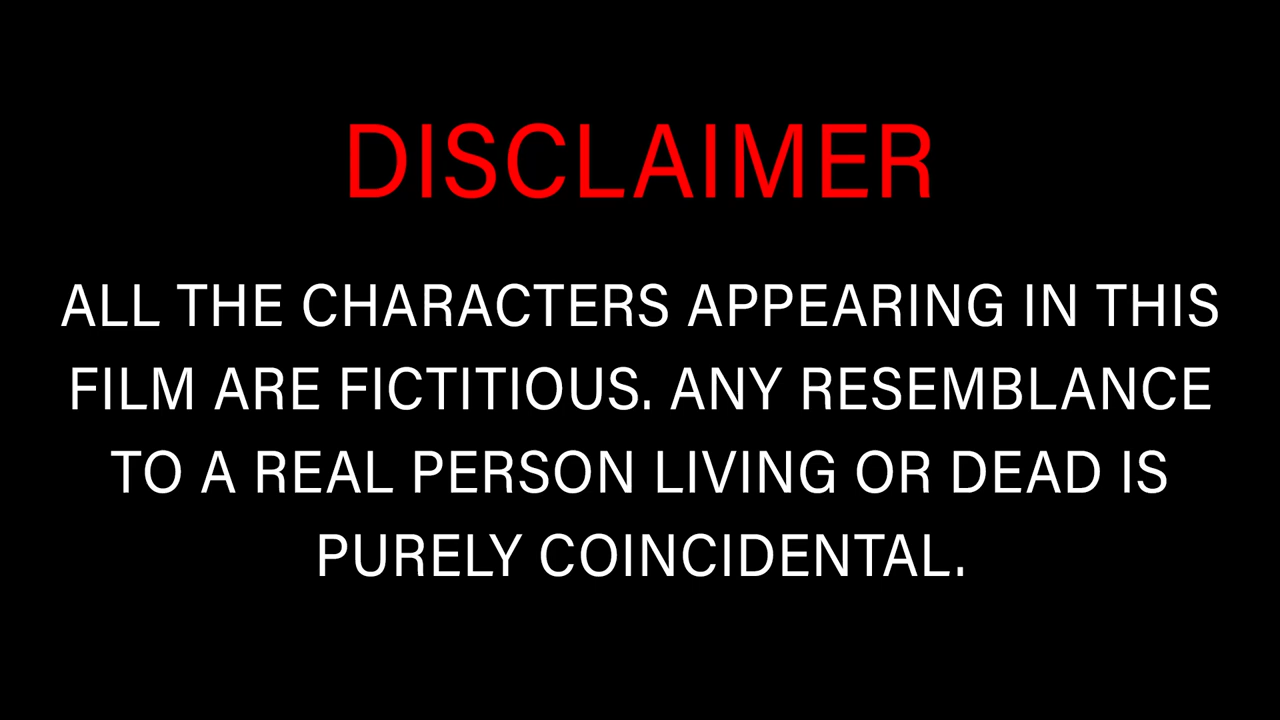 DISCLAIMER
ALL THE CHARACTERS APPEARING IN THIS
FILM ARE FICTITIOUS. ANY RESEMBLANCE
TO A REAL PERSON LIVING OR DEAD IS
PURELY COINCIDENTAL.